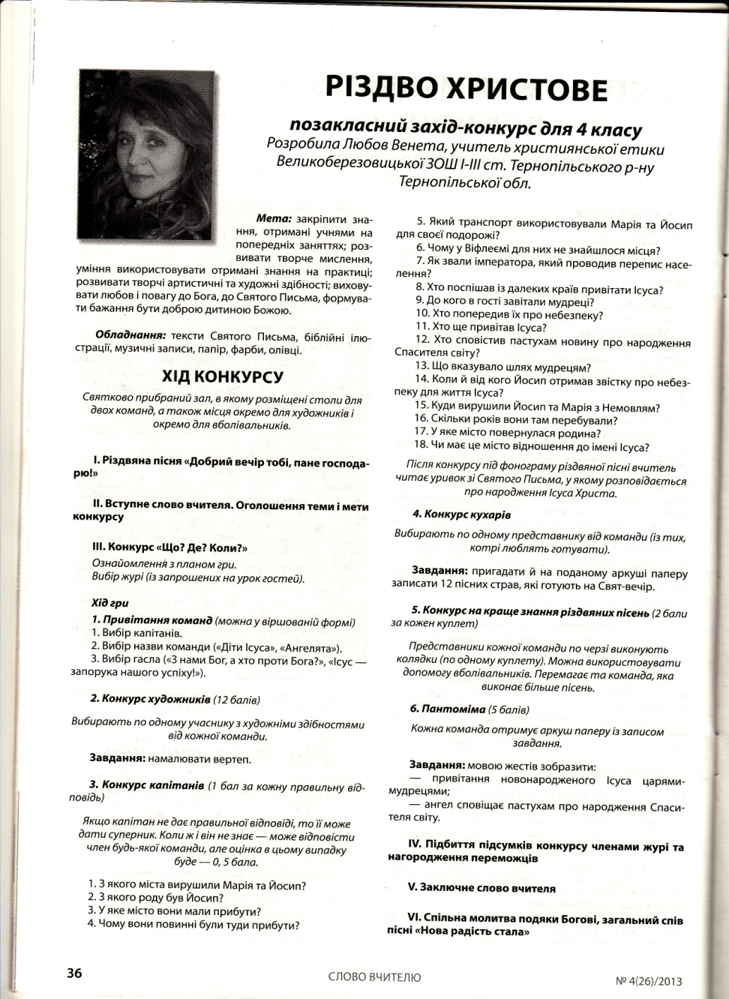 РІЗДВО ХРИСТОВЕ
позакласний захід-конкурс для 4 класу
Розробила Любов Венета, учитель християнської етики
Великоберезовицької ЗОШ І-ІІІ ст. Тернопільського р-ну
Тернопільської обл.
Мета: закріпити зна-
ння, отримані учнями на
попередніх заняттях; роз-
вивати творче мислення,
уміння використовувати отримані знання на практиці;
розвивати творчі артистичні та художні здібності; вихову-
вати любов і повагу до Бога, до Святого Письма, формува-
ти бажання бути доброю дитиною Божою.
Обладнання: тексти Святого Письма, біблійні ілю-
страції, музичні записи, папір, фарби, олівці.
ХІД КОНКУРСУ
Святково прибраний зал, в якому розміщені столи для
двох команд, а також місця окремо для художників і
окремо для вболівальників.
І. Різдвяна пісня «Добрий вечір тобі, пане господа-
рю!»
ІІ. Вступне слово вчителя. Оголошення теми і мети
конкурсу
ІІІ. Конкурс «Що? Де? Коли?»
Ознайомлення з планом гри.
Вибір журі (із запрошених на урок гостей).
Хід гри
1. Привітання команд (можна у віршованій формі)
1. Вибір капітанів.
2. Вибір назви команди («Діти Ісуса», «Ангелята»).
3. Вибір гасла («З нами Бог, а хто проти Бога?», «Ісус —
запорука нашого успіху!»).
2. Конкурс художників (12 балів)
Вибирають по одному учаснику з художніми здібностями
від кожної команди.
Завдання: намалювати вертеп.
3. Конкурс капітанів (1 бал за кожну правильну від-
повідь)
Якщо капітан не дає правильної відповіді, то її може
дати суперник. Коли ж і він не знає — може відповісти
член будь-якої команди, але оцінка в цьому випадку
буде — 0, 5 бала.
1. З якого міста вирушили Марія та Йосип?
2. З якого роду був Йосип?
3. У яке місто вони мали прибути?
4. Чому вони повинні були туди прибути?
5. Який транспорт використовували Марія та Йосип
для своєї подорожі?
6. Чому у Віфлеємі для них не знайшлося місця?
7. Як звали імператора, який проводив перепис насе-
лення?
8. Хто поспішав із далеких країв привітати Ісуса?
9. До кого в гості завітали мудреці?
10. Хто попередив їх про небезпеку?
11. Хто ще привітав Ісуса?
12. Хто сповістив пастухам новину про народження
Спасителя світу?
13. Що вказувало шлях мудрецям?
14. Коли й від кого Йосип отримав звістку про небез-
пеку для життя Ісуса?
15. Куди вирушили Йосип та Марія з Немовлям?
16. Скільки років вони там перебували?
17. У яке місто повернулася родина?
18. Чи має це місто відношення до імені Ісуса?
Після конкурсу під фонограму різдвяної пісні вчитель
читає уривок зі Святого Письма, у якому розповідається
про народження Ісуса Христа.
4. Конкурс кухарів
Вибирають по одному представнику від команди (із тих,
котрі люблять готувати).
Завдання: пригадати й на поданому аркуші паперу
записати 12 пісних страв, які готують на Свят-вечір.
5. Конкурс на краще знання різдвяних пісень (2 бали
за кожен куплет)
Представники кожної команди по черзі виконують
колядки (по одному куплету). Можна використовувати
допомогу вболівальників. Перемагає та команда, яка
виконає більше пісень.
6. Пантоміма (5 балів)
Кожна команда отримує аркуш паперу із записом
завдання.
Завдання: мовою жестів зобразити:
— привітання новонародженого Ісуса царями-
мудрецями;
— ангел сповіщає пастухам про народження Спаси-
теля світу.
IV. Підбиття підсумків конкурсу членами журі та
нагородження переможців
V. Заключне слово вчителя
VI. Спільна молитва подяки Богові, загальний спів
пісні «Нова радість стала»
36
СЛОВО ВЧИТЕЛЮ
№ 4(26)/2013